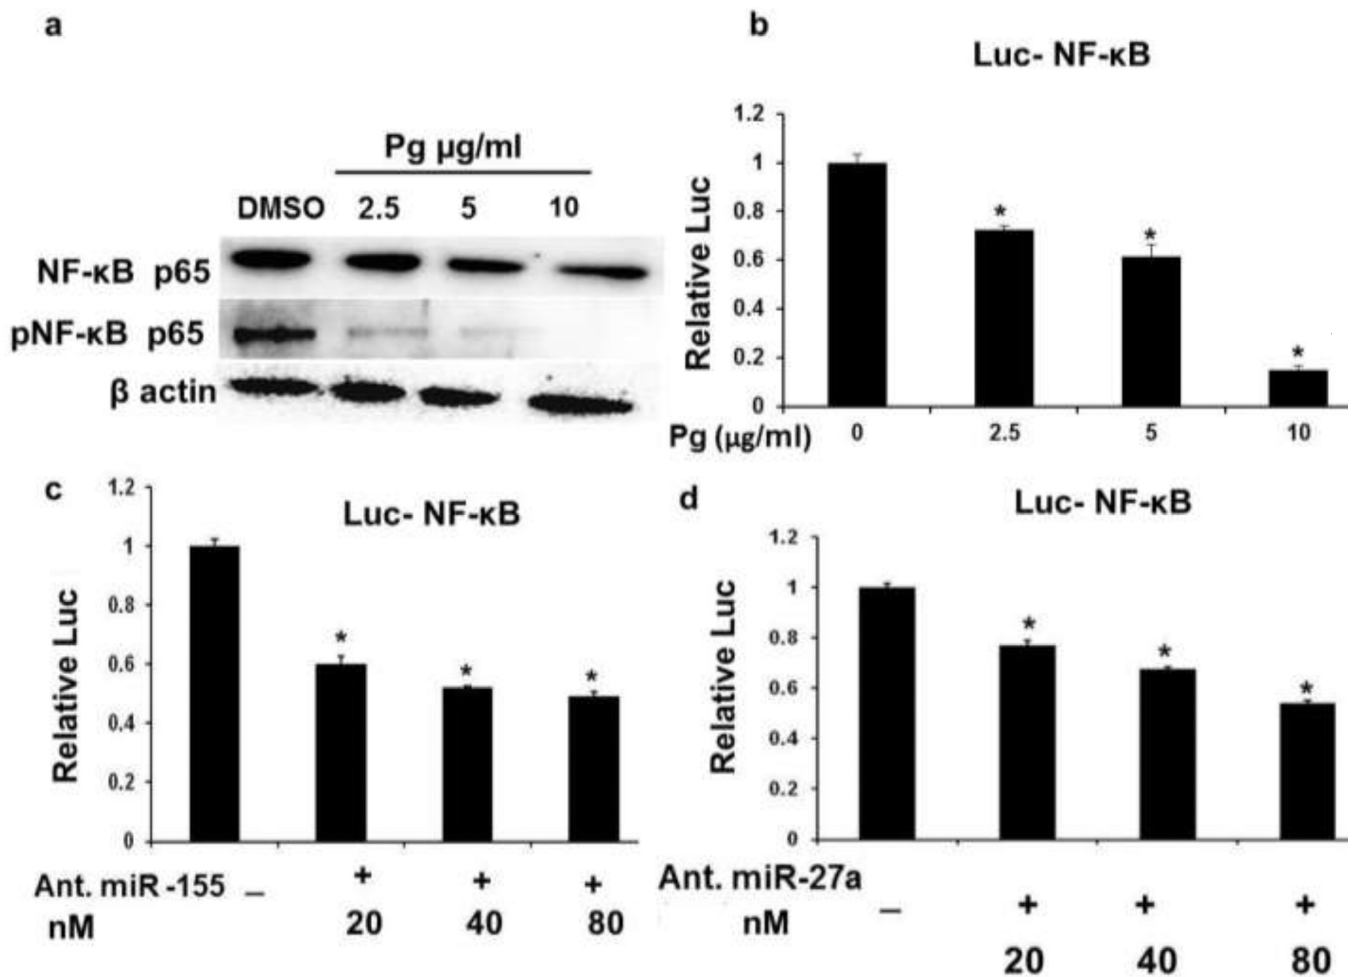 a
Pg μg/ml
DMSO 2.5 5 10
NF-κB p65
pNF-κB p65
β actin
b
Luc- NF-κB
Relative Luc
1.2
1
0.8
0.6
0.4
0.2
0
* * *
Pg (μg/ml) 0 2.5 5 10
c
Luc- NF-κB
Relative Luc
1.2
1
0.8
0.6
0.4
0.2
0
* * *
Ant. miR -155 – + + +
nM 20 40 80
d
Luc- NF-κB
Relative Luc
1.2
1
0.8
0.6
0.4
0.2
0
* * *
Ant. miR-27a
nM – + + +
20 40 80